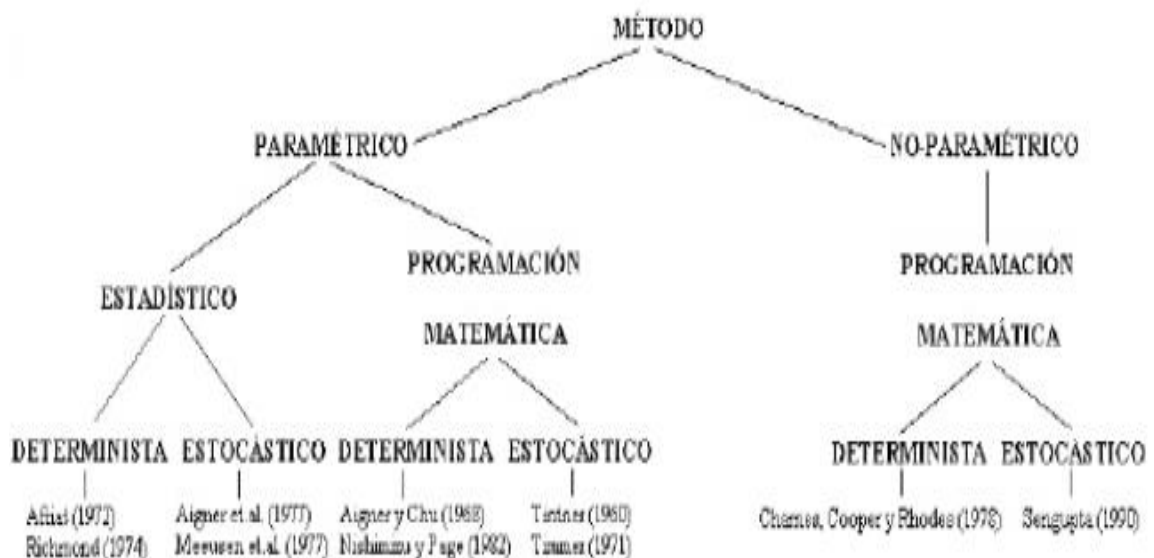 MÉTODO
PARAMÉTRICO
NO-PARAMÉTRICO
ESTADÍSTICO
PROGRAMACIÓN
MATEMÁTICA
PROGRAMACIÓN
MATEMÁTICA
DETERMINISTA ESTOCÁSTICO DETERMINISTA ESTOCÁSTICO DETERMINISTA ESTOCÁSTICO
Afriat (1972) Aigner et. al. (1977) Aigner y Chu (1968) Tintner (1960) Charnes, Cooper y Rhodes (1978) Sengupta (1990)
Richmond (1974) Meeusen et. al. (1977) Nishimizu y Page (1982) Timmer (1971)